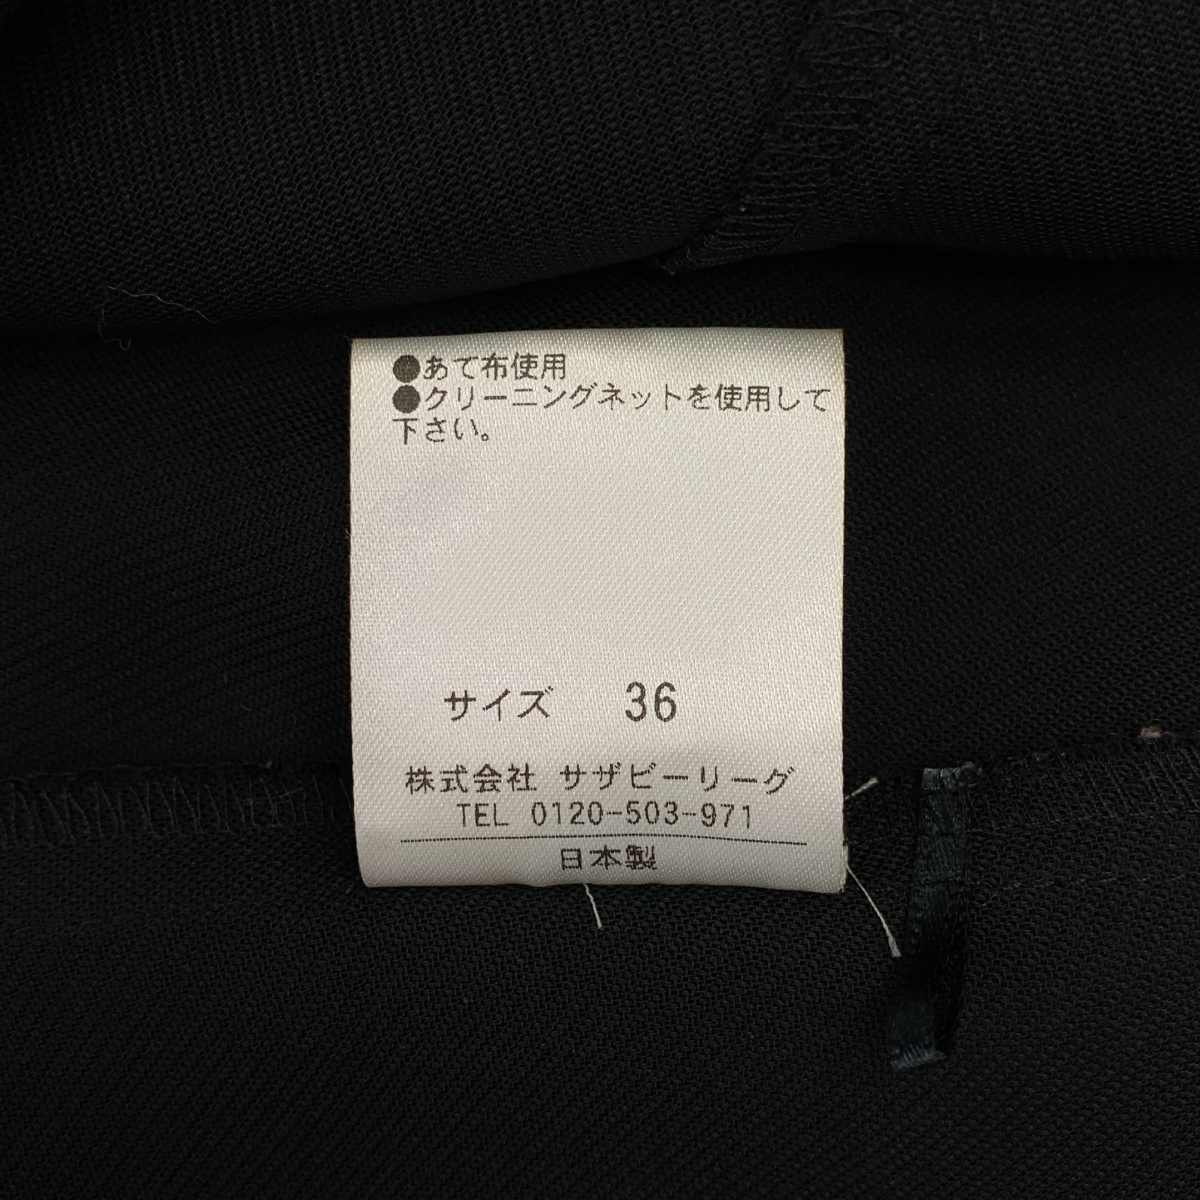 ●あて布使用
●クリーニングネットを使用して
下さい。
サイズ 36
株式会社 サザビーリーグ
TEL 0120-503-971
日本製